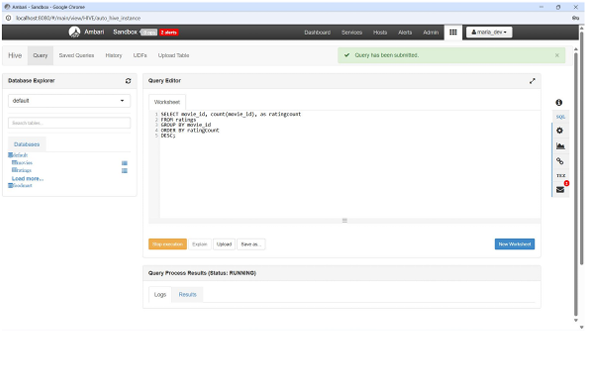 Ambari - Sandbox - Google Chrome
localhost:8080/#/main/view/HIVE/auto_hive_instance
Ambari Sandbox 2 alerts Dashboard Services Hosts Alerts Admin maria_dev
Hive Query Saved Queries History UDFs Upload Table
Query has been submitted.
Database Explorer
default
Search tables...
Databases
default
ratings
Load more...
Query Editor
Worksheet
1 SELECT movie_id, count(movie_id), as ratingcount
2 FROM ratings
3 GROUP BY movie_id
4 ORDER BY ratingcount
5 DESC;
Stop execution Explain Upload Save as... New Worksheet
SQL
TEZ
Query Process Results (Status: RUNNING)
Logs Results